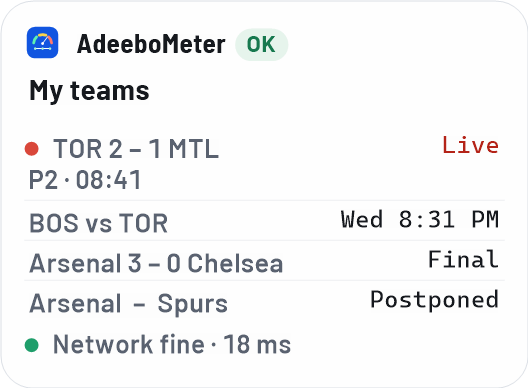 AdeeboMeter OK
My teams
TOR 2 – 1 MTL Live
P2 · 08:41
BOS vs TOR Wed 8:31 PM
Arsenal 3 – 0 Chelsea Final
Arsenal – Spurs Postponed
Network fine · 18 ms